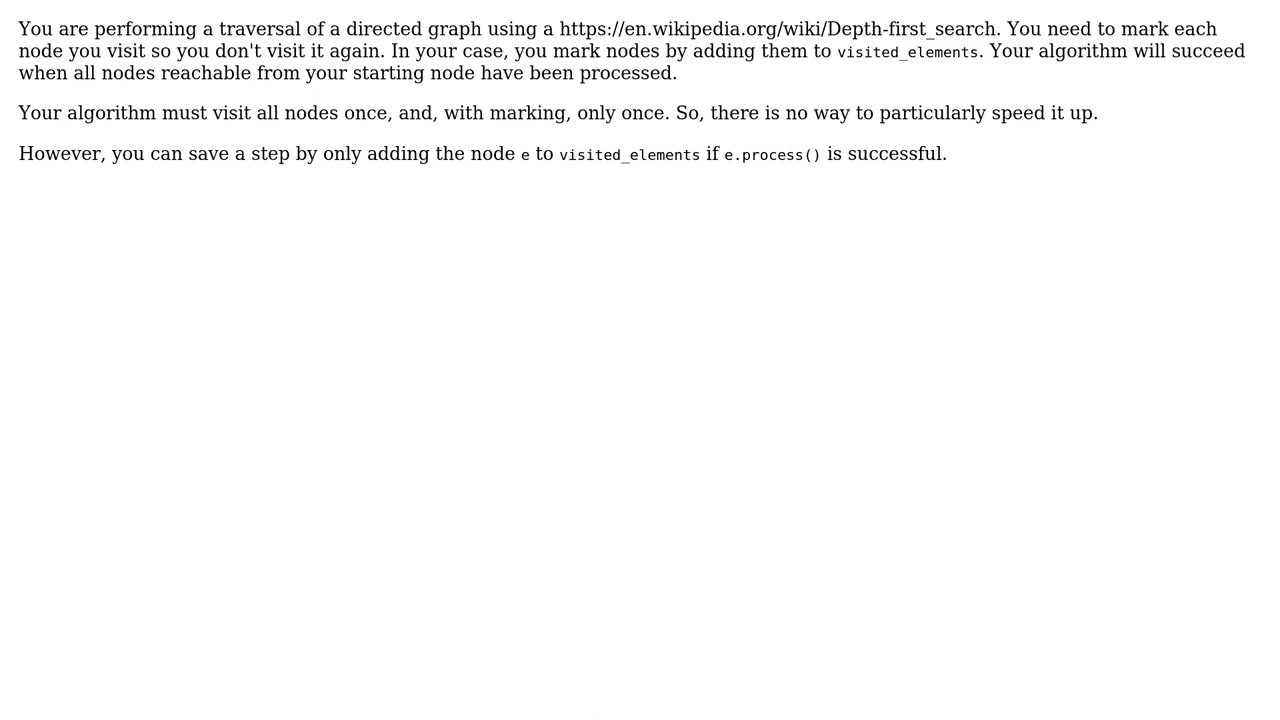 You are performing a traversal of a directed graph using a https://en.wikipedia.org/wiki/Depth-first_search. You need to mark each
node you visit so you don't visit it again. In your case, you mark nodes by adding them to visited_elements. Your algorithm will succeed
when all nodes reachable from your starting node have been processed.
Your algorithm must visit all nodes once, and, with marking, only once. So, there is no way to particularly speed it up.
However, you can save a step by only adding the node e to visited_elements if e.process() is successful.